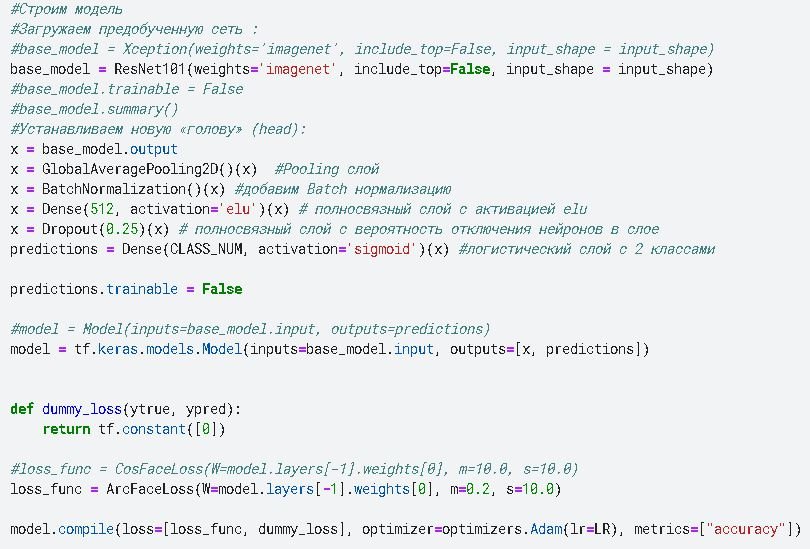 #Строим модель
#Загружаем предобученную сеть :
#base_model = Xception(weights='imagenet', include_top=False, input_shape = input_shape)
base_model = ResNet101(weights='imagenet', include_top=False, input_shape = input_shape)
#base_model.trainable = False
#base_model.summary()
#Устанавливаем новую «голову» (head):
x = base_model.output
x = GlobalAveragePooling2D()(x)  #Pooling слой
x = BatchNormalization()(x) #добавим Batch нормализацию
x = Dense(512, activation='elu')(x) # полносвязный слой с активацией elu
x = Dropout(0.25)(x) # полносвязный слой с вероятность отключения нейронов в слое
predictions = Dense(CLASS_NUM, activation='sigmoid')(x) #логистический слой с 2 классами
predictions.trainable = False
#model = Model(inputs=base_model.input, outputs=predictions)
model = tf.keras.models.Model(inputs=base_model.input, outputs=[x, predictions])
def dummy_loss(ytrue, ypred):
    return tf.constant([0])
#loss_func = CosFaceLoss(W=model.layers[-1].weights[0], m=10.0, s=10.0)
loss_func = ArcFaceLoss(W=model.layers[-1].weights[0], m=0.2, s=10.0)
model.compile(loss=[loss_func, dummy_loss], optimizer=optimizers.Adam(lr=LR), metrics=["accuracy"])